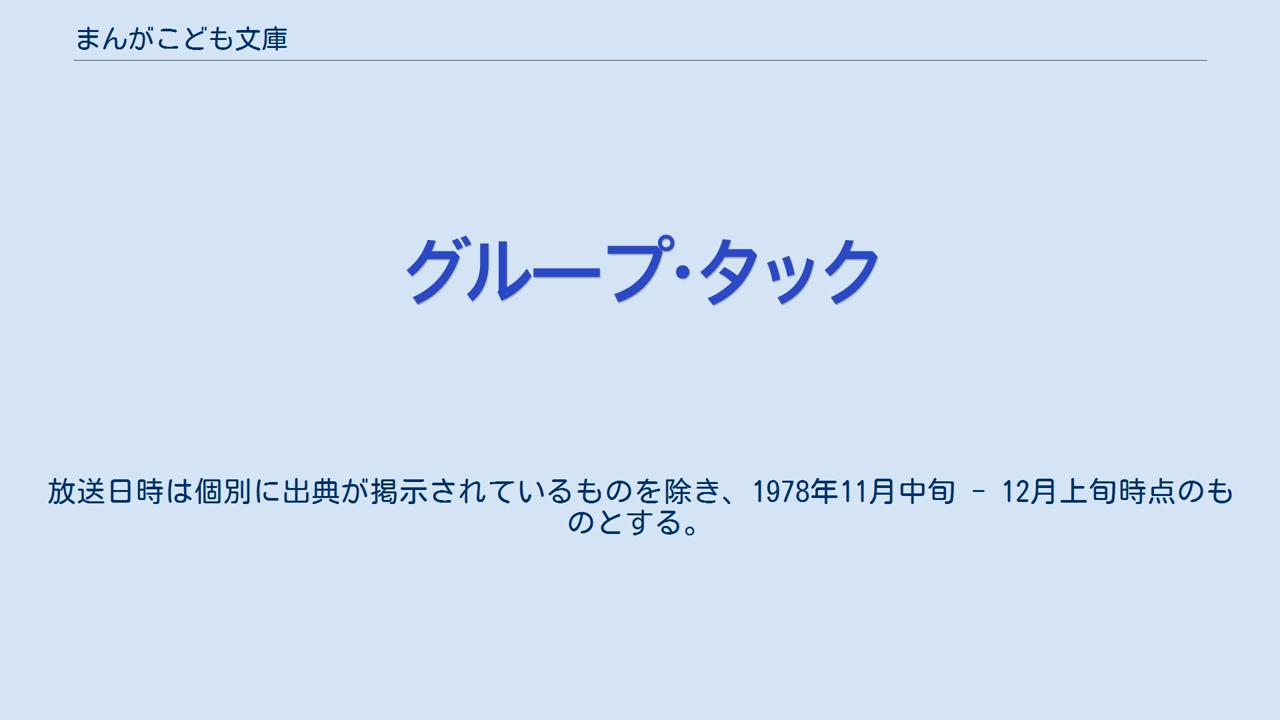 まんがこども文庫
グループ・タック
放送日時は個別に出典が掲示されているものを除き、1978年11月中旬 - 12月上旬時点のも
のとする。